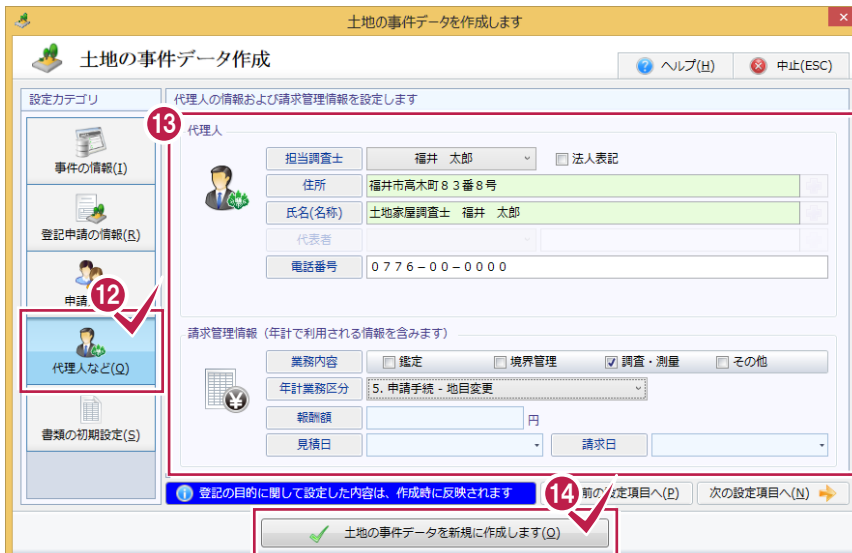 土地の事件データを作成します
土地の事件データ作成
ヘルプ(H) 中止(ESC)
設定カテゴリ 代理人の情報および請求管理情報を設定します
13
代理人
事件の情報(I)
担当調査士 福井 太郎 法人表記
住所 福井市高木町83番8号
氏名(名称) 土地家屋調査士 福井 太郎
登記申請の情報(R)
代表者
電話番号 0776-00-0000
12
申請
代理人など(Q)
請求管理情報 (年計で利用される情報を含みます)
業務内容 鑑定 境界管理 調査・測量 その他
年計業務区分 5. 申請手続 - 地目変更
報酬額 円
書類の初期設定(S)
見積日 請求日
登記の目的に関して設定した内容は、作成時に反映されます
14
前の設定項目へ(P) 次の設定項目へ(N)
土地の事件データを新規に作成します(O)